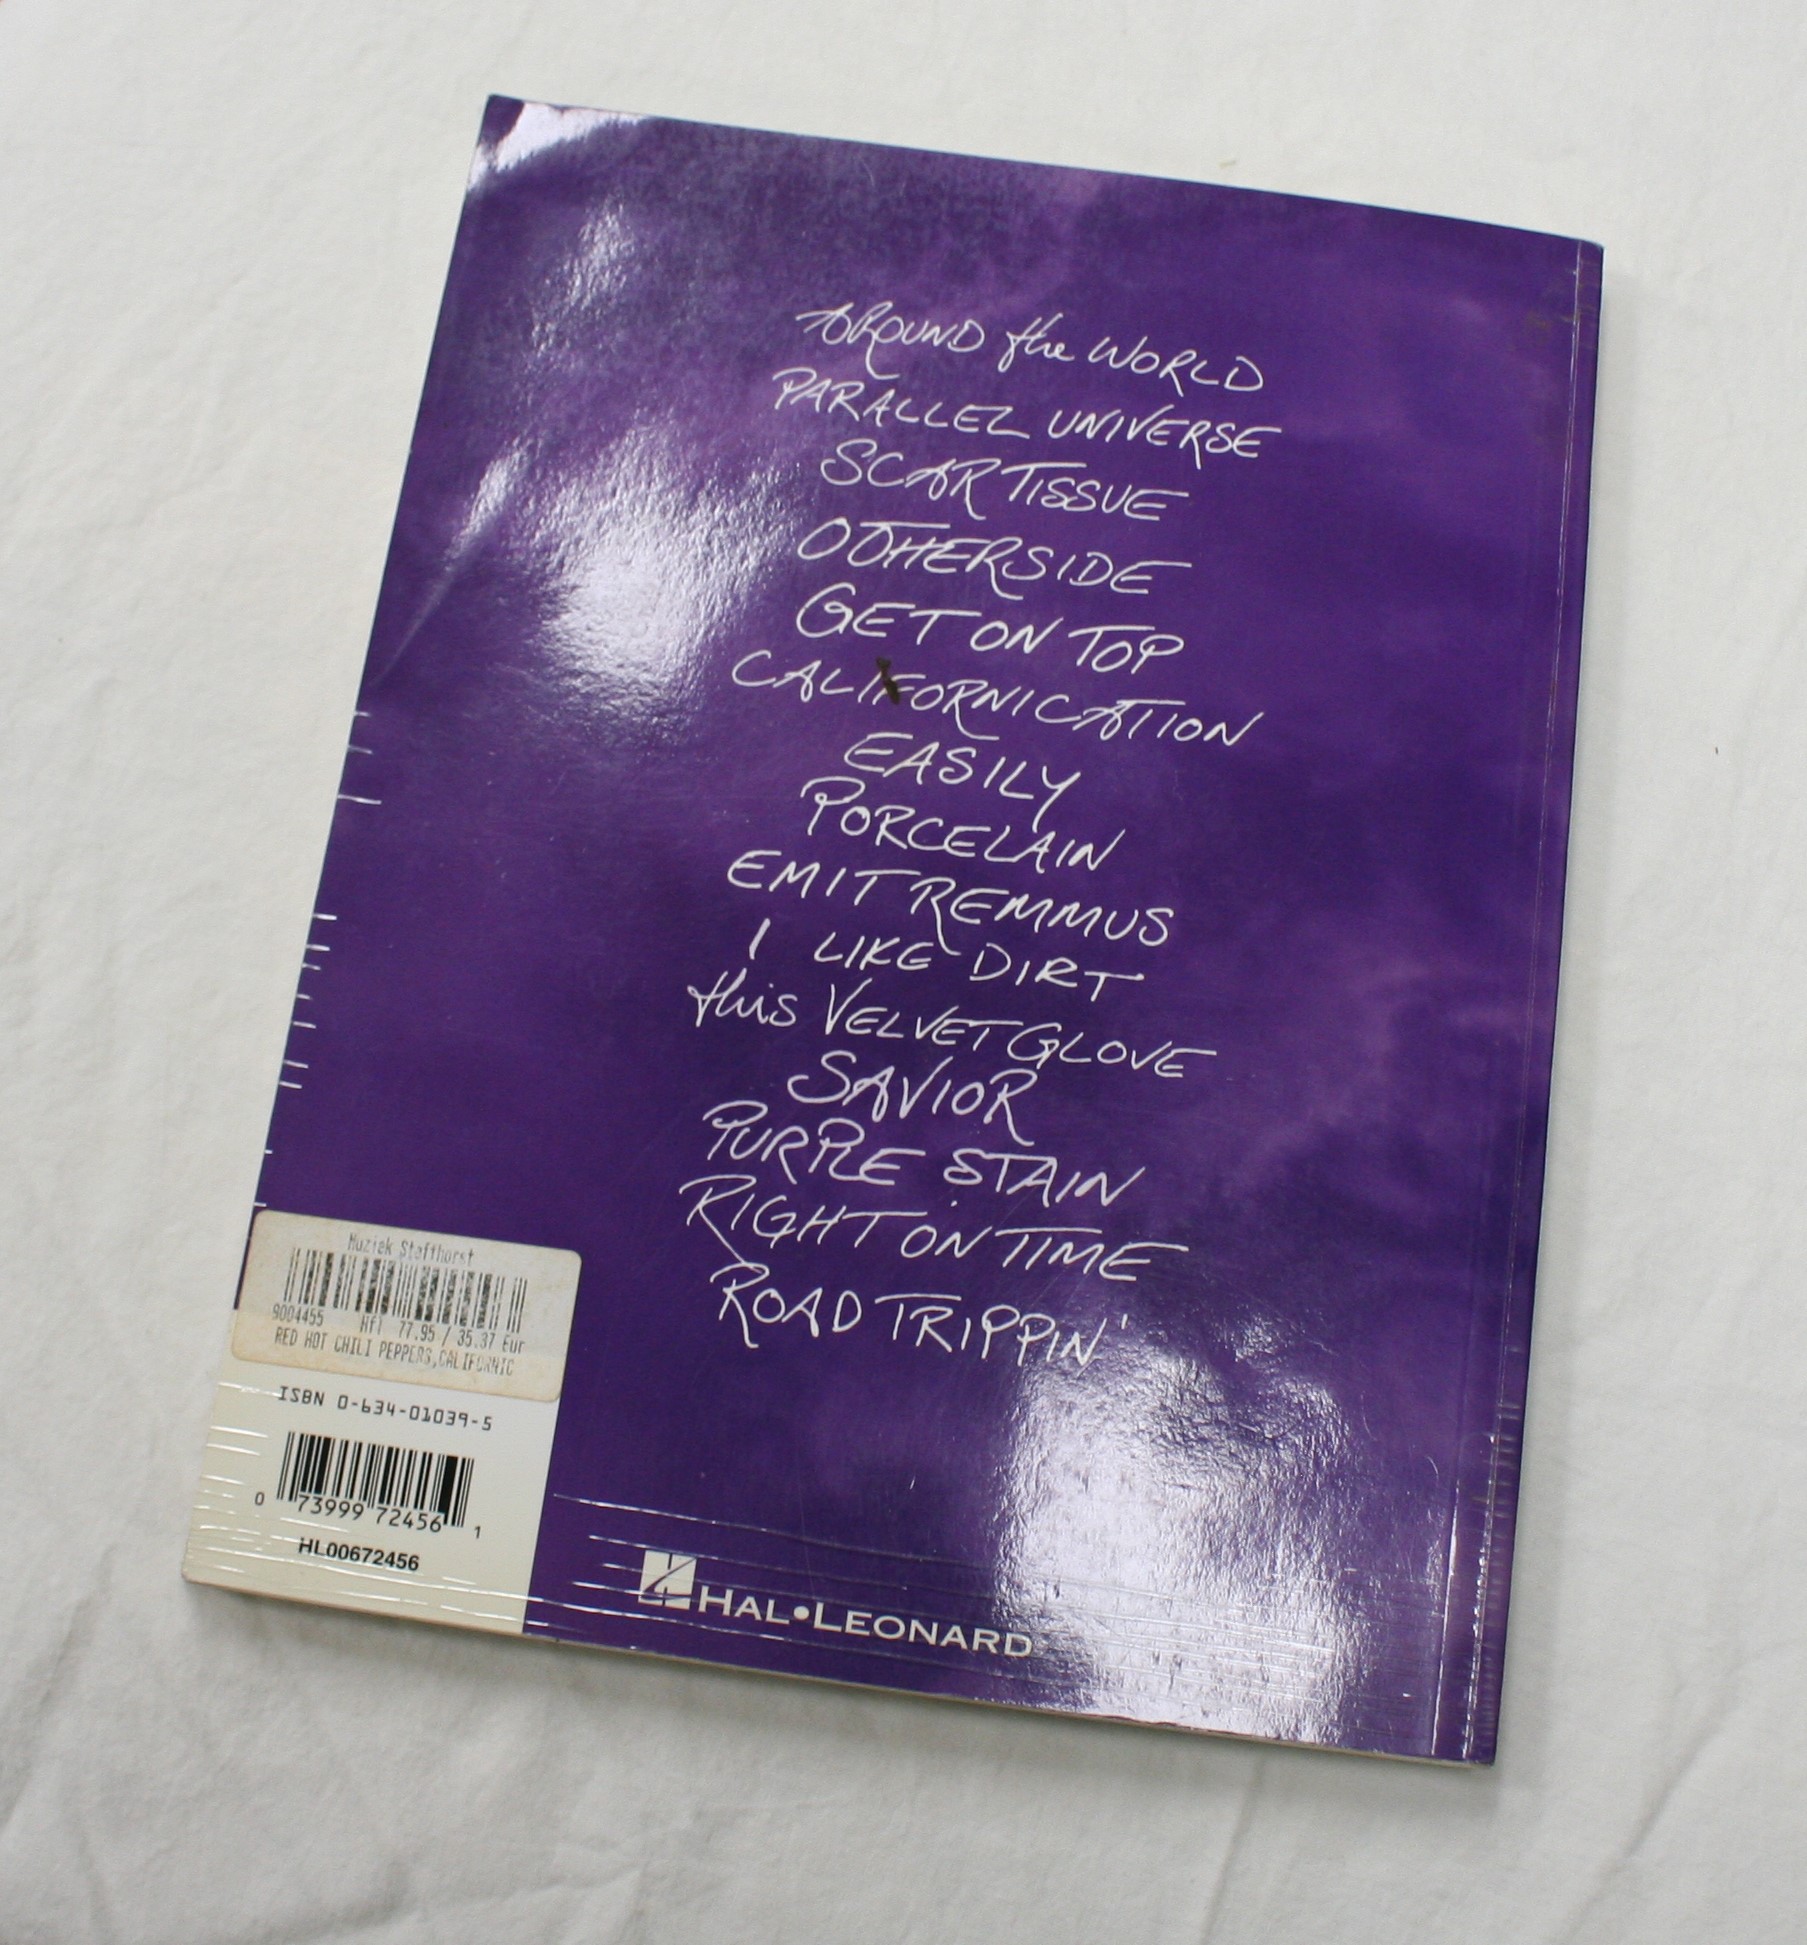 AROUND the WORLD
PARALLEL UNIVERSE
SCAR TISSUE
OTHERSIDE
GET ON TOP
CALIFORNICATION
EASILY
PORCELAIN
EMIT REMMUS
I LIKE DIRT
this VELVET GLOVE
SAVIOR
PURPLE STAIN
RIGHT ON TIME
ROAD TRIPPIN'
Muziek Stoffhorst
9004455 Hfl 77.95 / 35.37 Eur
RED HOT CHILI PEPPERS,CALIFORNIC
ISBN 0-634-01039-5
0 73999 72456 1
HL00672456
HAL•LEONARD